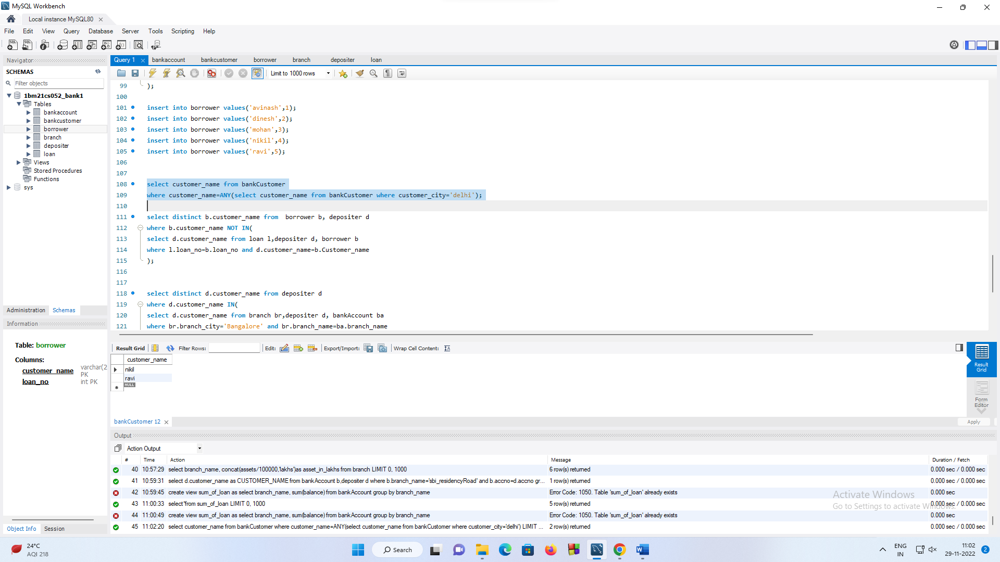 MySQL Workbench
Local instance MySQL80
File Edit View Query Database Server Tools Scripting Help
Navigator
SCHEMAS
Filter objects
1bm21cs052_bank1
Tables
bankaccount
bankcustomer
borrower
branch
depositer
loan
Views
Stored Procedures
Functions
sys
Administration Schemas
Information
Table: borrower
Columns:
customer_name varchar(2
PK
loan_no int PK
Object Info Session
Query 1 bankaccount bankcustomer borrower branch depositer loan
Limit to 1000 rows
99 );
100
101 insert into borrower values('avinash',1);
102 insert into borrower values('dinesh',2);
103 insert into borrower values('mohan',3);
104 insert into borrower values('nikil',4);
105 insert into borrower values('ravi',5);
106
107
108 select customer_name from bankCustomer
109 where customer_name=ANY(select customer_name from bankCustomer where customer_city='delhi');
110
111 select distinct b.customer_name from  borrower b, depositer d
112 where b.customer_name NOT IN(
113 select d.customer_name from loan l,depositer d, borrower b
114 where l.loan_no=b.loan_no and d.customer_name=b.Customer_name
115 );
116
117
118 select distinct d.customer_name from depositer d
119 where d.customer_name IN(
120 select d.customer_name from branch br,depositer d, bankAccount ba
121 where br.branch_city='Bangalore' and br.branch_name=ba.branch_name
Result Grid Filter Rows: Edit: Export/Import: Wrap Cell Content:
customer_name
nikil
ravi
NULL
Result
Grid
Form
Editor
bankCustomer 12
Apply
Output
Action Output
# Time Action Message Duration / Fetch
40 10:57:29 select branch_name, concat(assets/100000,'lakhs')as asset_in_lakhs from branch LIMIT 0, 1000 6 row(s) returned 0.000 sec / 0.000 sec
41 10:59:31 select d.customer_name as CUSTOMER_NAME from bankAccount b,depositer d where b.branch_name='sbi_residencyRoad' and b.accno=d.accno gr... 1 row(s) returned 0.000 sec / 0.000 sec
42 10:59:45 create view sum_of_loan as select branch_name, sum(balance) from bankAccount group by branch_name Error Code: 1050. Table 'sum_of_loan' already exists 0.000 sec
43 11:00:33 select*from sum_of_loan LIMIT 0, 1000 5 row(s) returned 0.000 sec / 0.000 sec
44 11:00:49 create view sum_of_loan as select branch_name, sum(balance) from bankAccount group by branch_name Error Code: 1050. Table 'sum_of_loan' already exists 0.000 sec
45 11:02:20 select customer_name from bankCustomer where customer_name=ANY(select customer_name from bankCustomer where customer_city='delhi') LIMIT ... 2 row(s) returned 0.000 sec / 0.000 sec
Activate Windows
Go to Settings to activate Windows.
24°C
AQI 218
Search
ENG
IN
11:02
29-11-2022
2